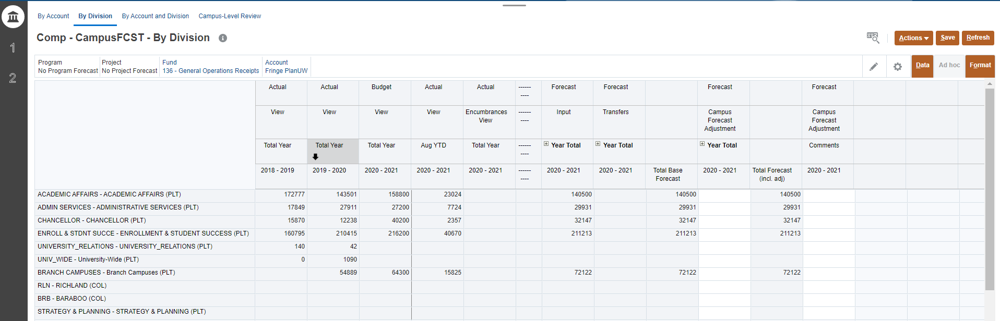 By Account By Division By Account and Division Campus-Level Review
Comp - CampusFCST - By Division
Actions Save Refresh
1
2
Program Project Fund Account
No Program Forecast No Project Forecast 136 - General Operations Receipts Fringe PlanUW
Data Ad hoc Format
Actual Actual Budget Actual Actual ------ Forecast Forecast Forecast Forecast
----
View View View View Encumbrances ------ Input Transfers Campus Campus
View ---- Forecast Forecast
Adjustment Adjustment
Total Year Total Year Total Year Aug YTD Total Year ------ Year Total Year Total Year Total Comments
----
2018 - 2019 2019 - 2020 2020 - 2021 2020 - 2021 2020 - 2021 ------ 2020 - 2021 2020 - 2021 Total Base 2020 - 2021 Total Forecast 2020 - 2021
---- Forecast (incl. adj)
ACADEMIC AFFAIRS - ACADEMIC AFFAIRS (PLT) 172777 143501 158800 23024 140500 140500 140500
ADMIN SERVICES - ADMINISTRATIVE SERVICES (PLT) 17849 27911 27200 7724 29931 29931 29931
CHANCELLOR - CHANCELLOR (PLT) 15870 12238 40200 2357 32147 32147 32147
ENROLL & STDNT SUCCE - ENROLLMENT & STUDENT SUCCESS (PLT) 160795 210415 216200 40670 211213 211213 211213
UNIVERSITY_RELATIONS - UNIVERSITY_RELATIONS (PLT) 140 42
UNIV_WIDE - University-Wide (PLT) 0 1090
BRANCH CAMPUSES - Branch Campuses (PLT) 54889 64300 15825 72122 72122 72122
RLN - RICHLAND (COL)
BRB - BARABOO (COL)
STRATEGY & PLANNING - STRATEGY & PLANNING (PLT)